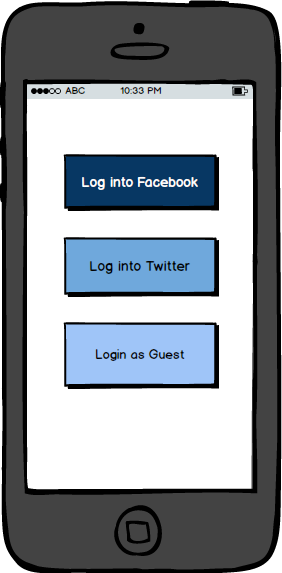 ABC 10:33 PM
Log into Facebook
Log into Twitter
Login as Guest